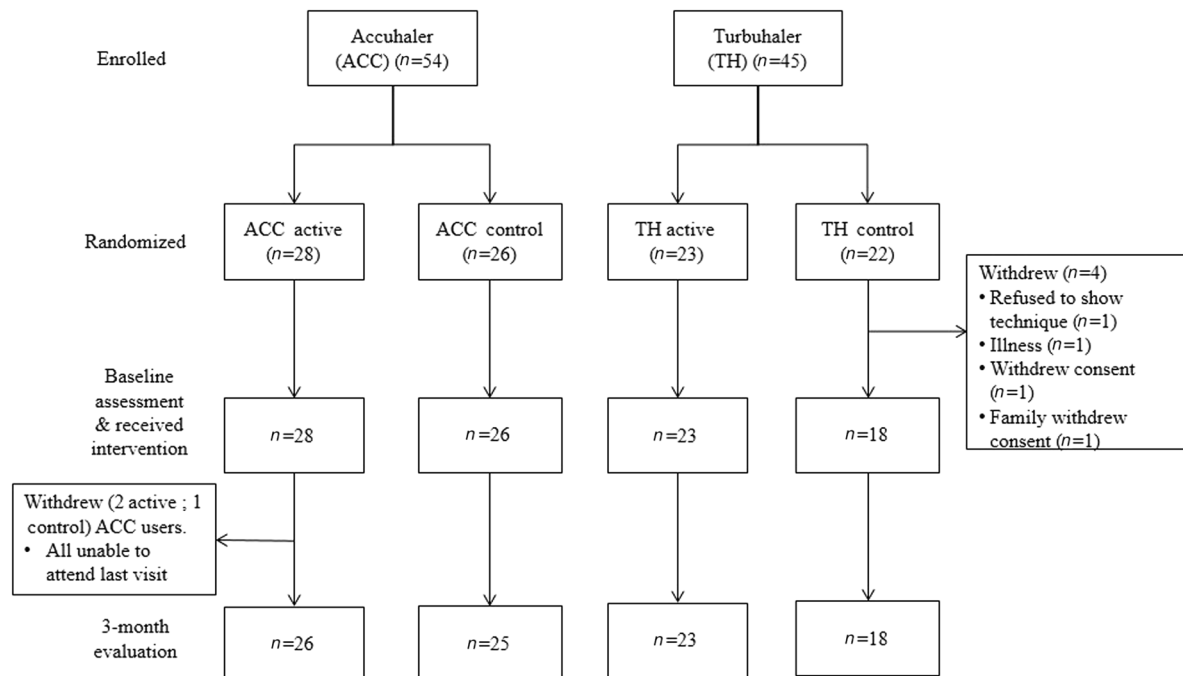 Enrolled
Accuhaler
(ACC) (n=54)
Turbuhaler
(TH) (n=45)
Randomized
ACC active
(n=28)
ACC control
(n=26)
TH active
(n=23)
TH control
(n=22)
Withdrew (n=4)
• Refused to show
technique (n=1)
• Illness (n=1)
• Withdrew consent
(n=1)
• Family withdrew
consent (n=1)
Baseline
assessment
& received
intervention
n=28
n=26
n=23
n=18
Withdrew (2 active ; 1
control) ACC users.
• All unable to
attend last visit
3-month
evaluation
n=26
n=25
n=23
n=18